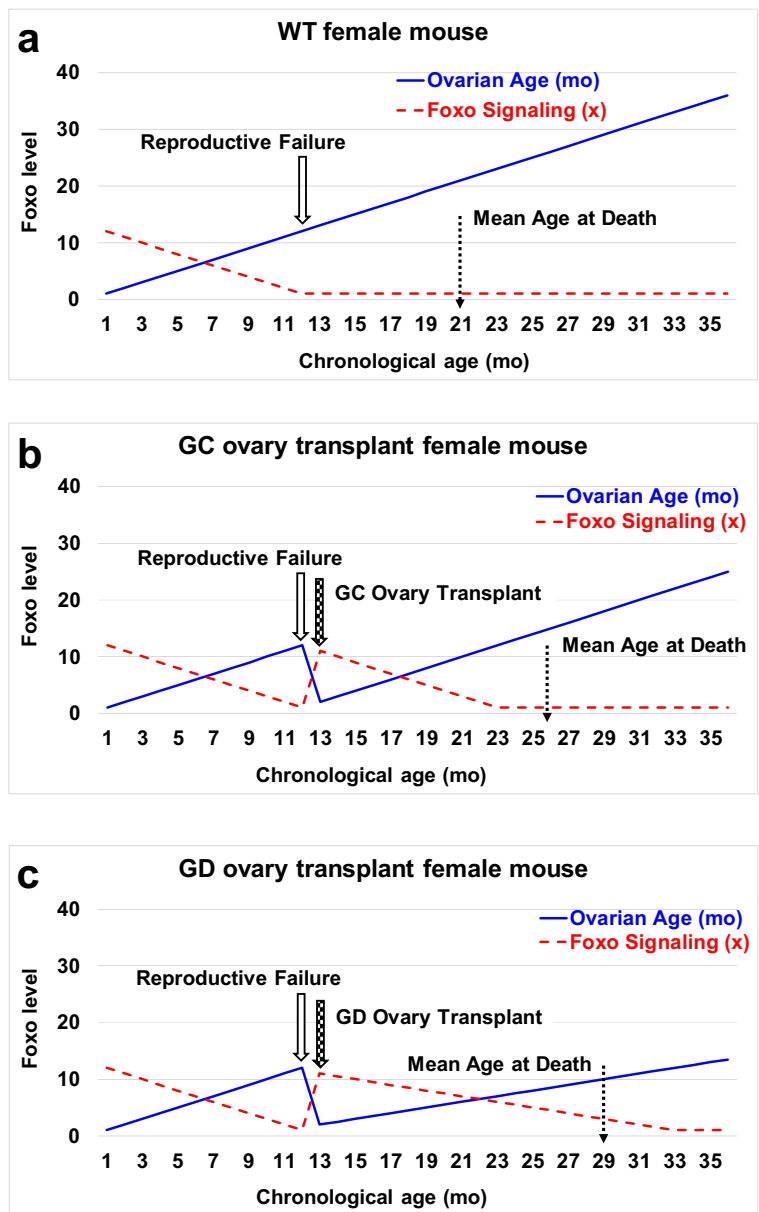 a
WT female mouse
40
30
20
10
0
Foxo level
Ovarian Age (mo)
Foxo Signaling (x)
Reproductive Failure
Mean Age at Death
1 3 5 7 9 11 13 15 17 19 21 23 25 27 29 31 33 35
Chronological age (mo)
b
GC ovary transplant female mouse
40
30
20
10
0
Foxo level
Ovarian Age (mo)
Foxo Signaling (x)
Reproductive Failure
GC Ovary Transplant
Mean Age at Death
1 3 5 7 9 11 13 15 17 19 21 23 25 27 29 31 33 35
Chronological age (mo)
c
GD ovary transplant female mouse
40
30
20
10
0
Foxo level
Ovarian Age (mo)
Foxo Signaling (x)
Reproductive Failure
GD Ovary Transplant
Mean Age at Death
1 3 5 7 9 11 13 15 17 19 21 23 25 27 29 31 33 35
Chronological age (mo)